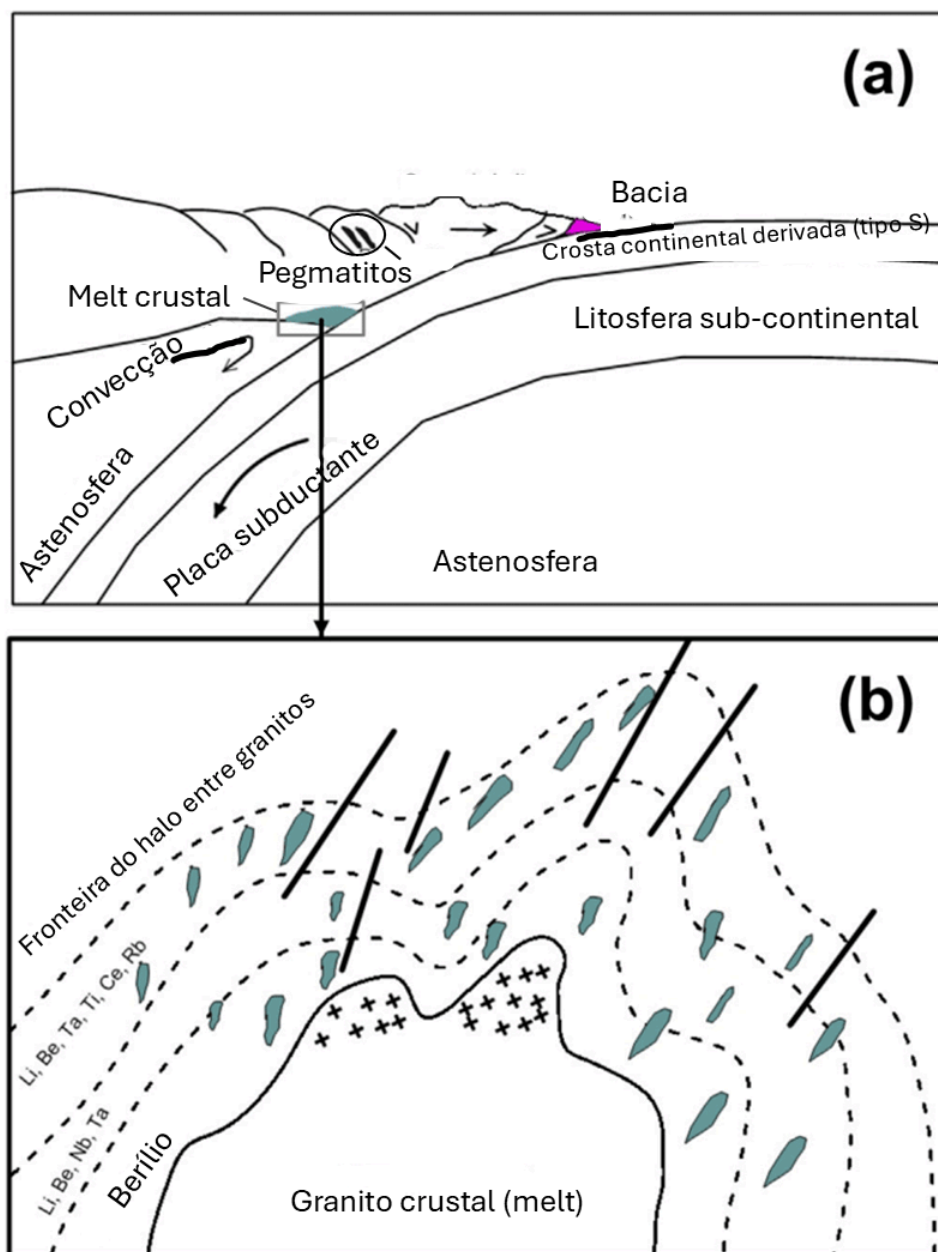 (a)
Bacia
Crosta continental derivada (tipo S)
Pegmatitos
Melt crustal
Litosfera sub-continental
Convecção
Astenosfera
Placa subductante
Astenosfera
(b)
Fronteira do halo entre granitos
Li, Be, Ta, Ti, Ce, Rb
Li, Be, Nb, Ta
Berílio
Granito crustal (melt)